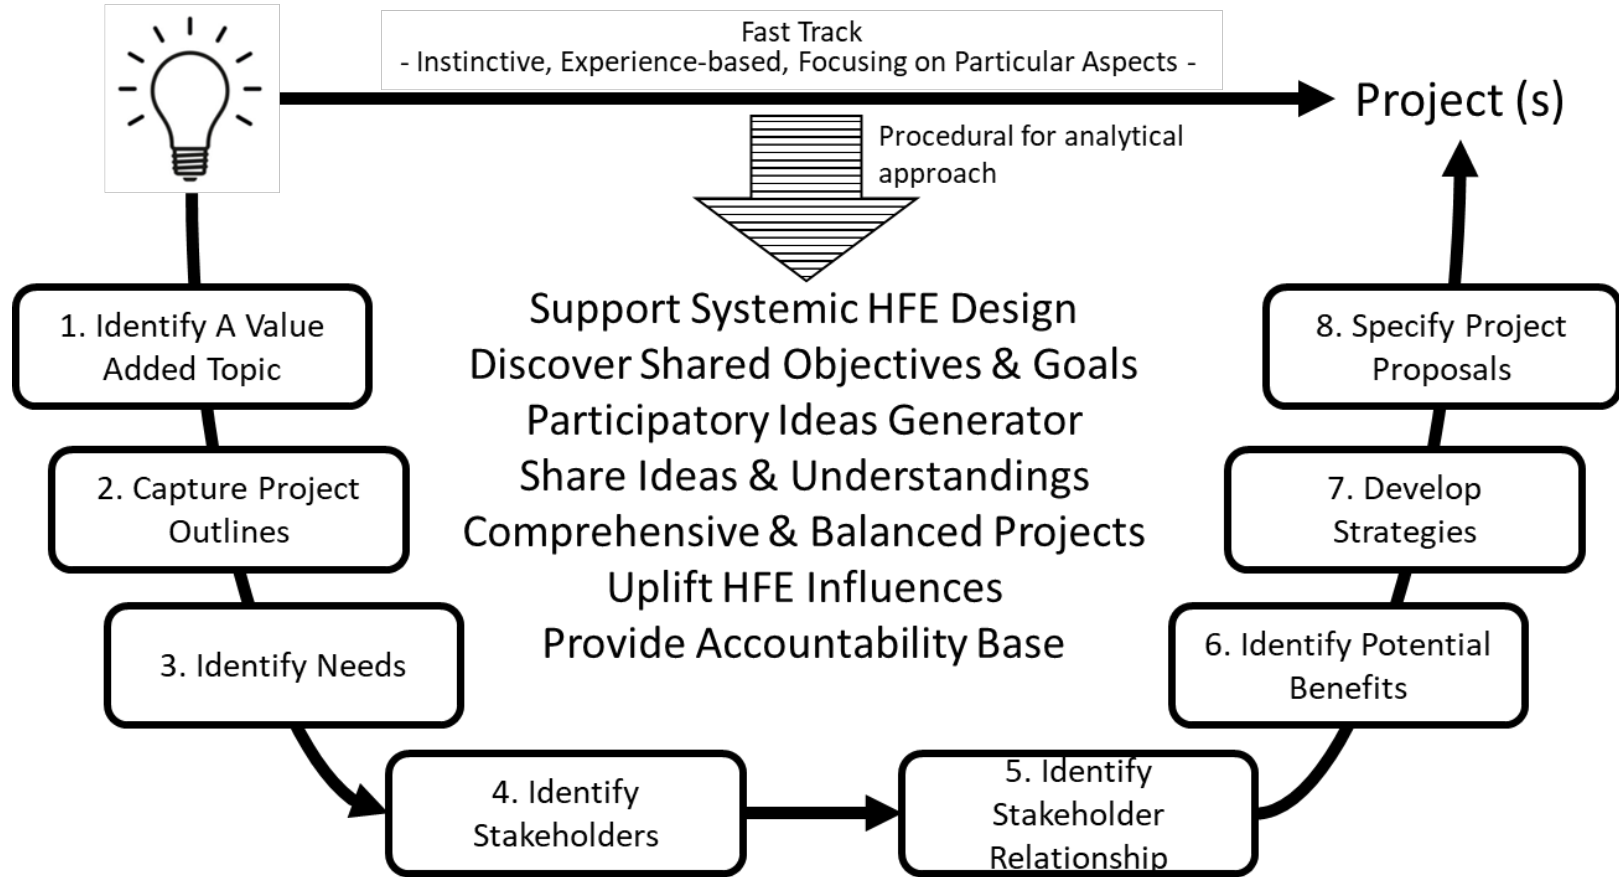 Fast Track
- Instinctive, Experience-based, Focusing on Particular Aspects -
Project (s)
Procedural for analytical
approach
Support Systemic HFE Design
Discover Shared Objectives & Goals
Participatory Ideas Generator
Share Ideas & Understandings
Comprehensive & Balanced Projects
Uplift HFE Influences
Provide Accountability Base
1. Identify A Value
Added Topic
2. Capture Project
Outlines
3. Identify Needs
4. Identify
Stakeholders
5. Identify
Stakeholder
Relationship
6. Identify Potential
Benefits
7. Develop
Strategies
8. Specify Project
Proposals